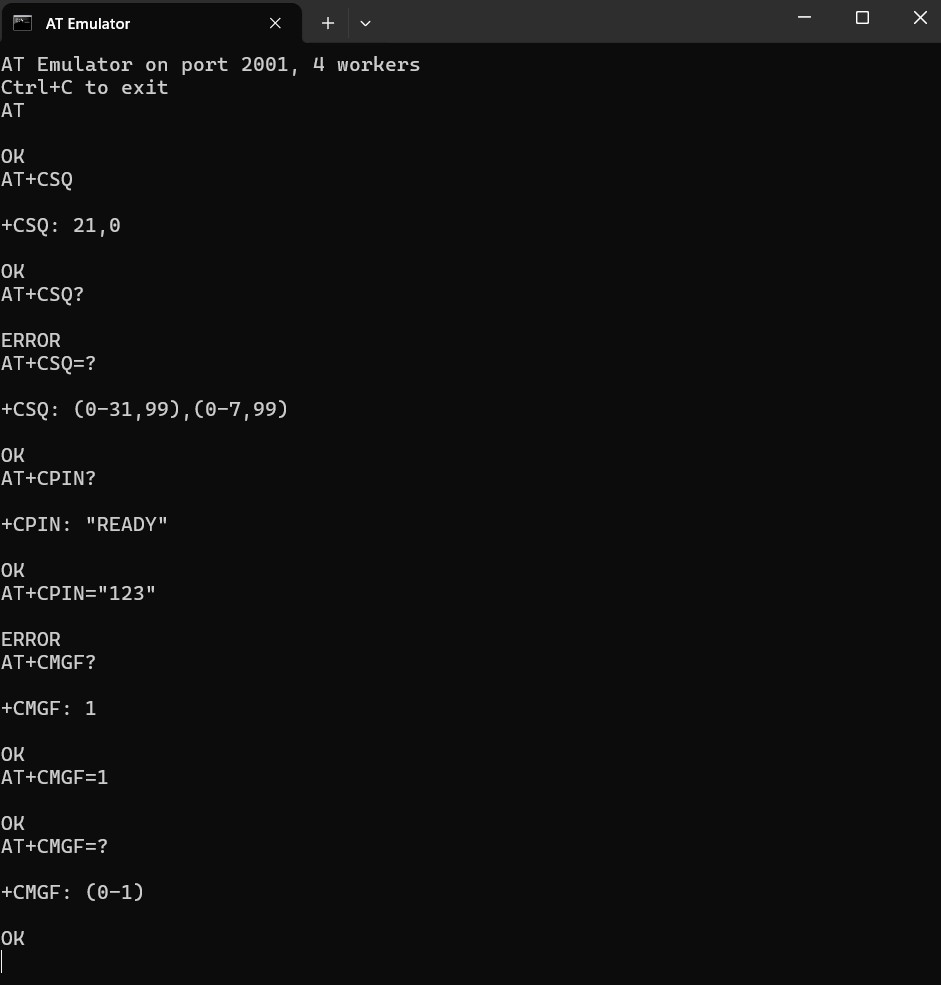 AT Emulator
AT Emulator on port 2001, 4 workers
Ctrl+C to exit
AT
OK
AT+CSQ
+CSQ: 21,0
OK
AT+CSQ?
ERROR
AT+CSQ=?
+CSQ: (0-31,99),(0-7,99)
OK
AT+CPIN?
+CPIN: "READY"
OK
AT+CPIN="123"
ERROR
AT+CMGF?
+CMGF: 1
OK
AT+CMGF=1
OK
AT+CMGF=?
+CMGF: (0-1)
OK